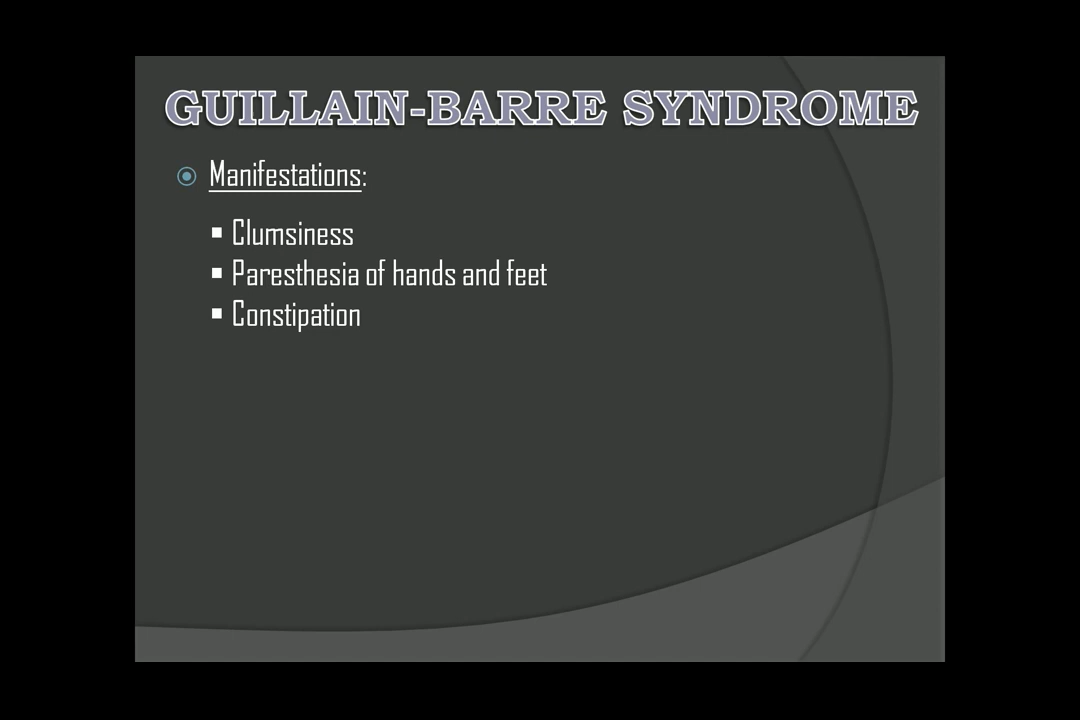 GUILLAIN-BARRE SYNDROME
Manifestations:
Clumsiness
Paresthesia of hands and feet
Constipation